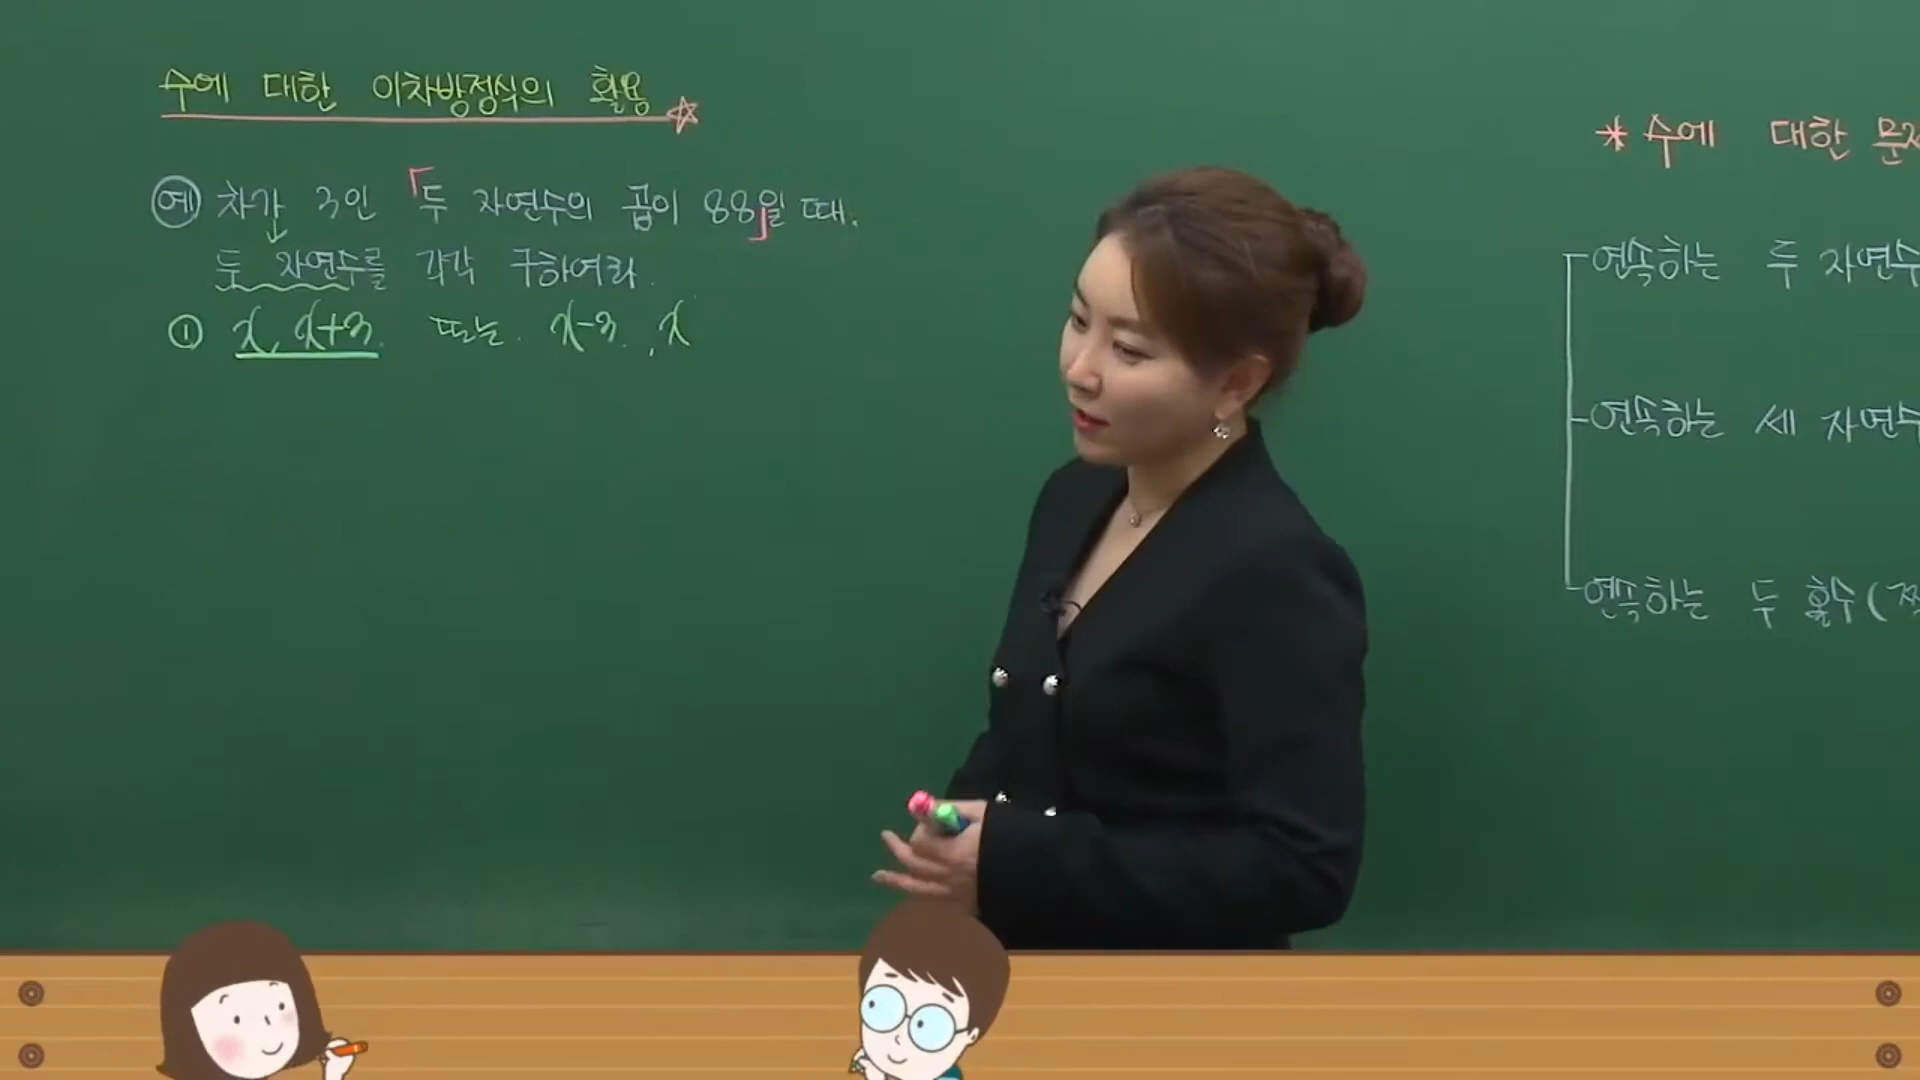 수에 대한 이차방정식의 활용
예 차가 3인 「두 자연수의 곱이 88일」 때.
두 자연수를 각각 구하여라.
① x, x+3. 또는. x-3. , x
* 수에 대한
연속하는 두 자연수
연속하는 세 자연수
연속하는 두 홀수(